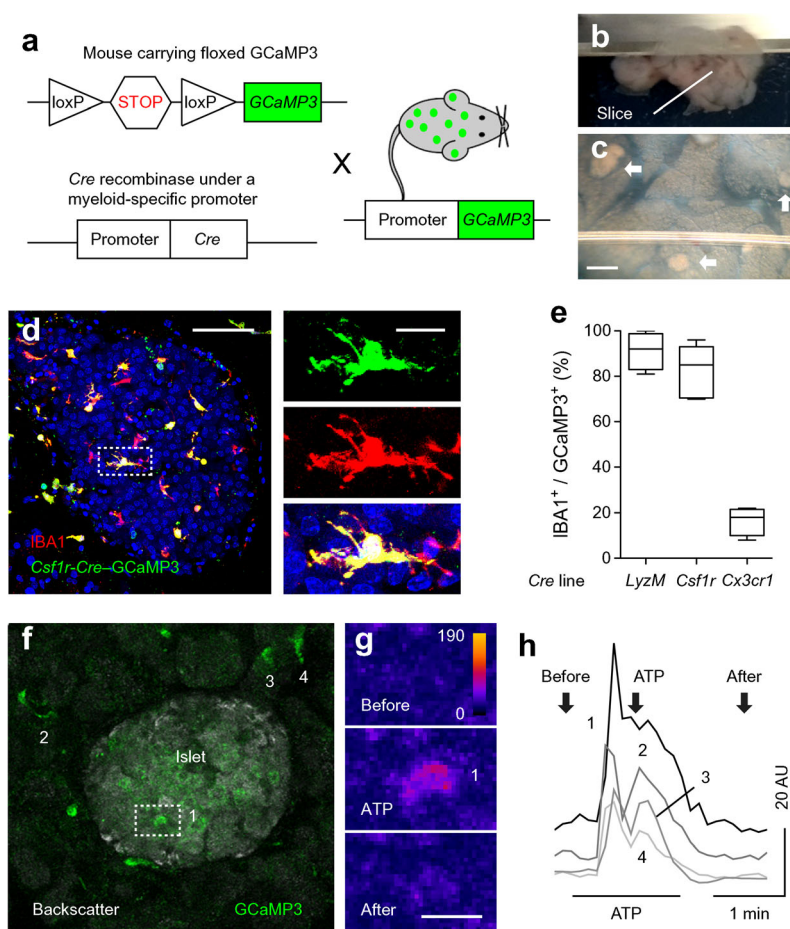 a
Mouse carrying floxed GCaMP3
loxP STOP loxP GCaMP3
Cre recombinase under a
myeloid-specific promoter
Promoter Cre
X
Promoter GCaMP3
b
Slice
c
d
IBA1
Csf1r-Cre–GCaMP3
e
IBA1+ / GCaMP3+ (%)
100
80
60
40
20
0
Cre line LyzM Csf1r Cx3cr1
f
3
4
2
Islet
1
Backscatter GCaMP3
g
190
0
Before
1
ATP
After
h
Before ATP After
1
2
3
4
20 AU
ATP 1 min